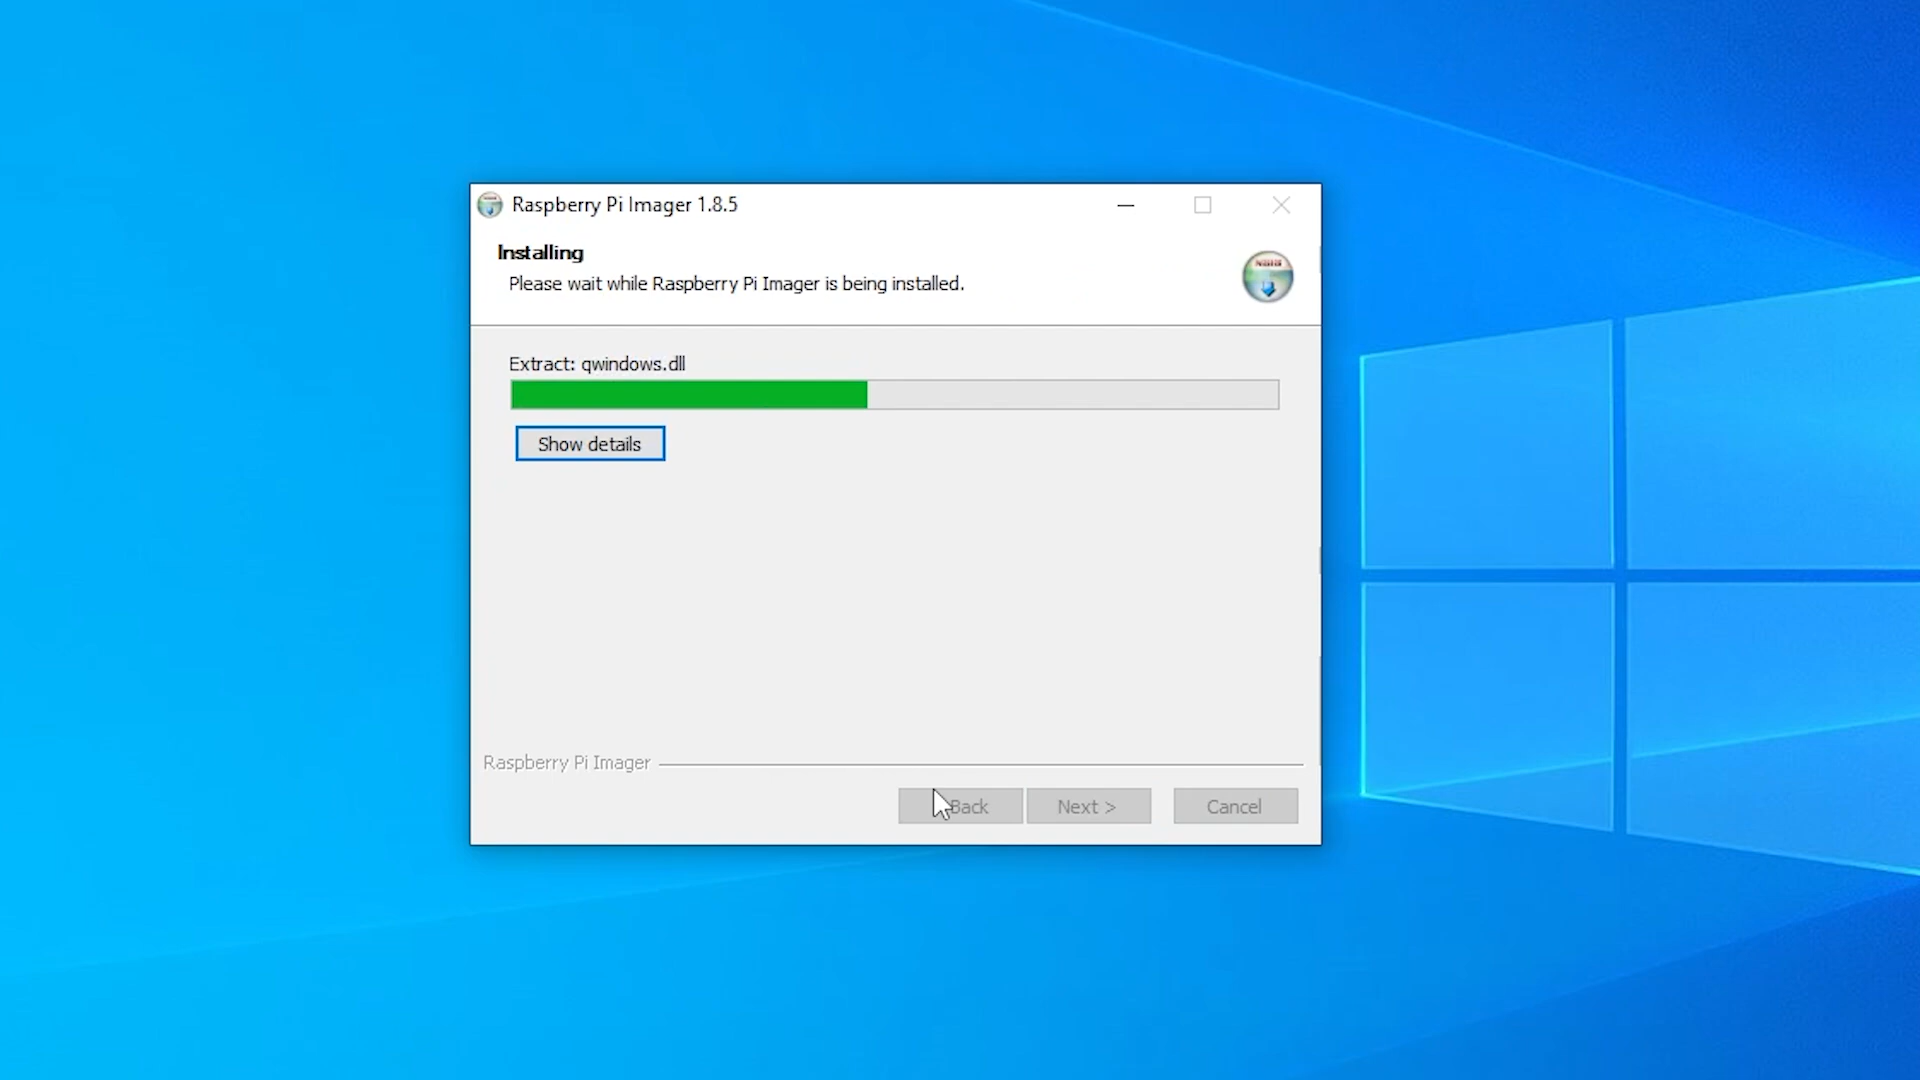 Raspberry Pi Imager 1.8.5
Installing
Please wait while Raspberry Pi Imager is being installed.
NSIS
Extract: qwindows.dll
Show details
Raspberry Pi Imager
Back
Next >
Cancel